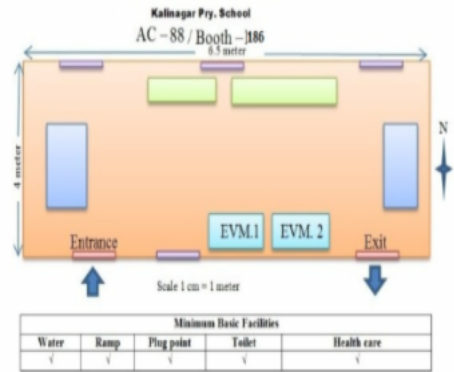 Kalinagar Pry. School
AC -88 / Booth -186
6.5 meter
4 meter
N
EVM.1 EVM. 2
Entrance Exit
Scale 1 cm = 1 meter
Minimum Basic Facilities
Water Ramp Plug point Toilet Health care
√ √ √ √ √